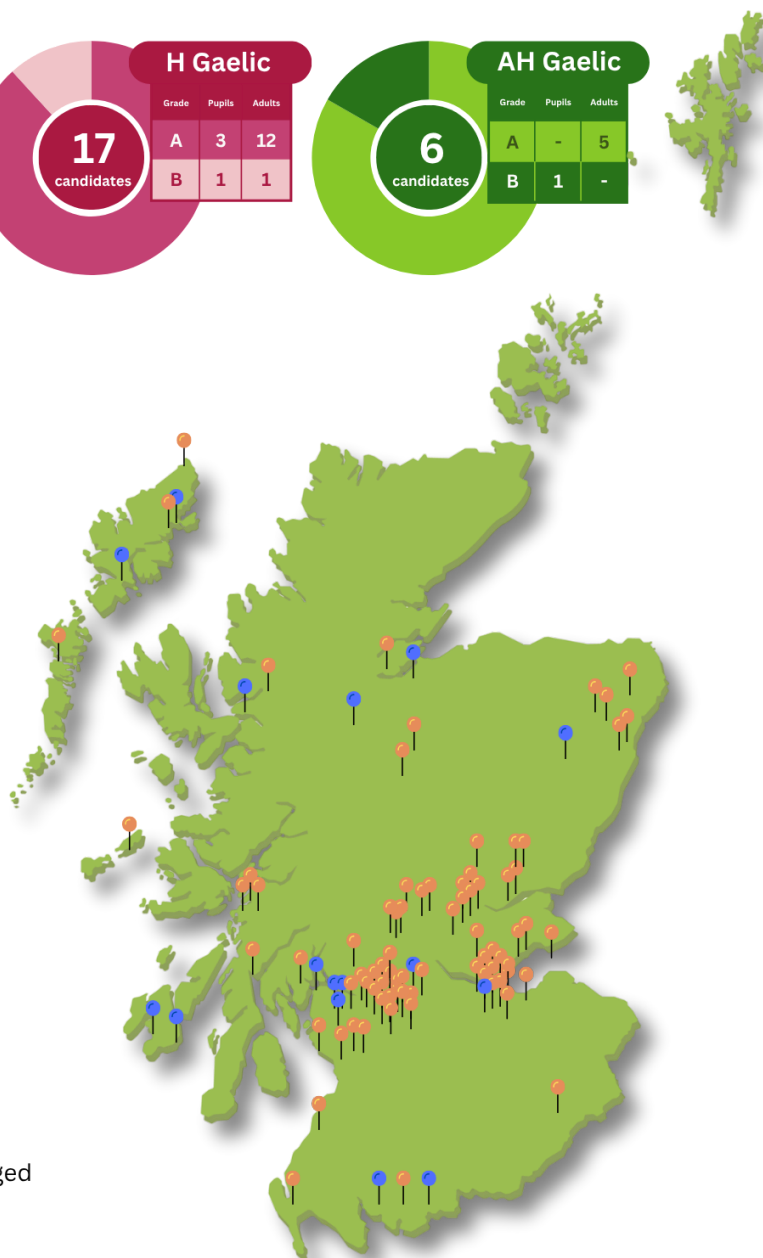 H Gaelic
Grade Pupils Adults
A 3 12
B 1 1
17
candidates
AH Gaelic
Grade Pupils Adults
A - 5
B 1 -
6
candidates
ged